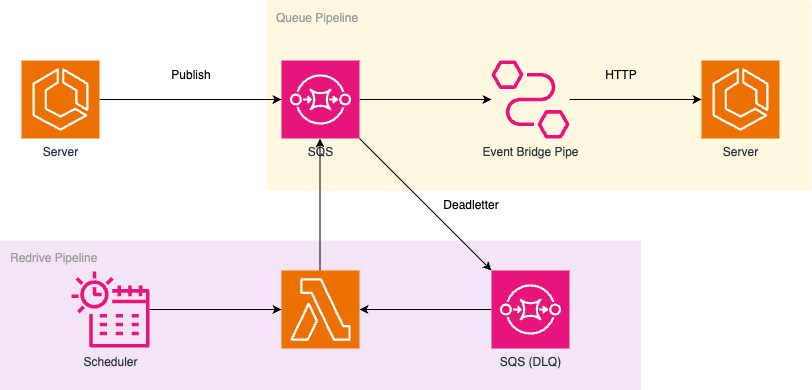 Queue Pipeline
Publish
HTTP
Server
SQS
Event Bridge Pipe
Server
Deadletter
Redrive Pipeline
Scheduler
SQS (DLQ)